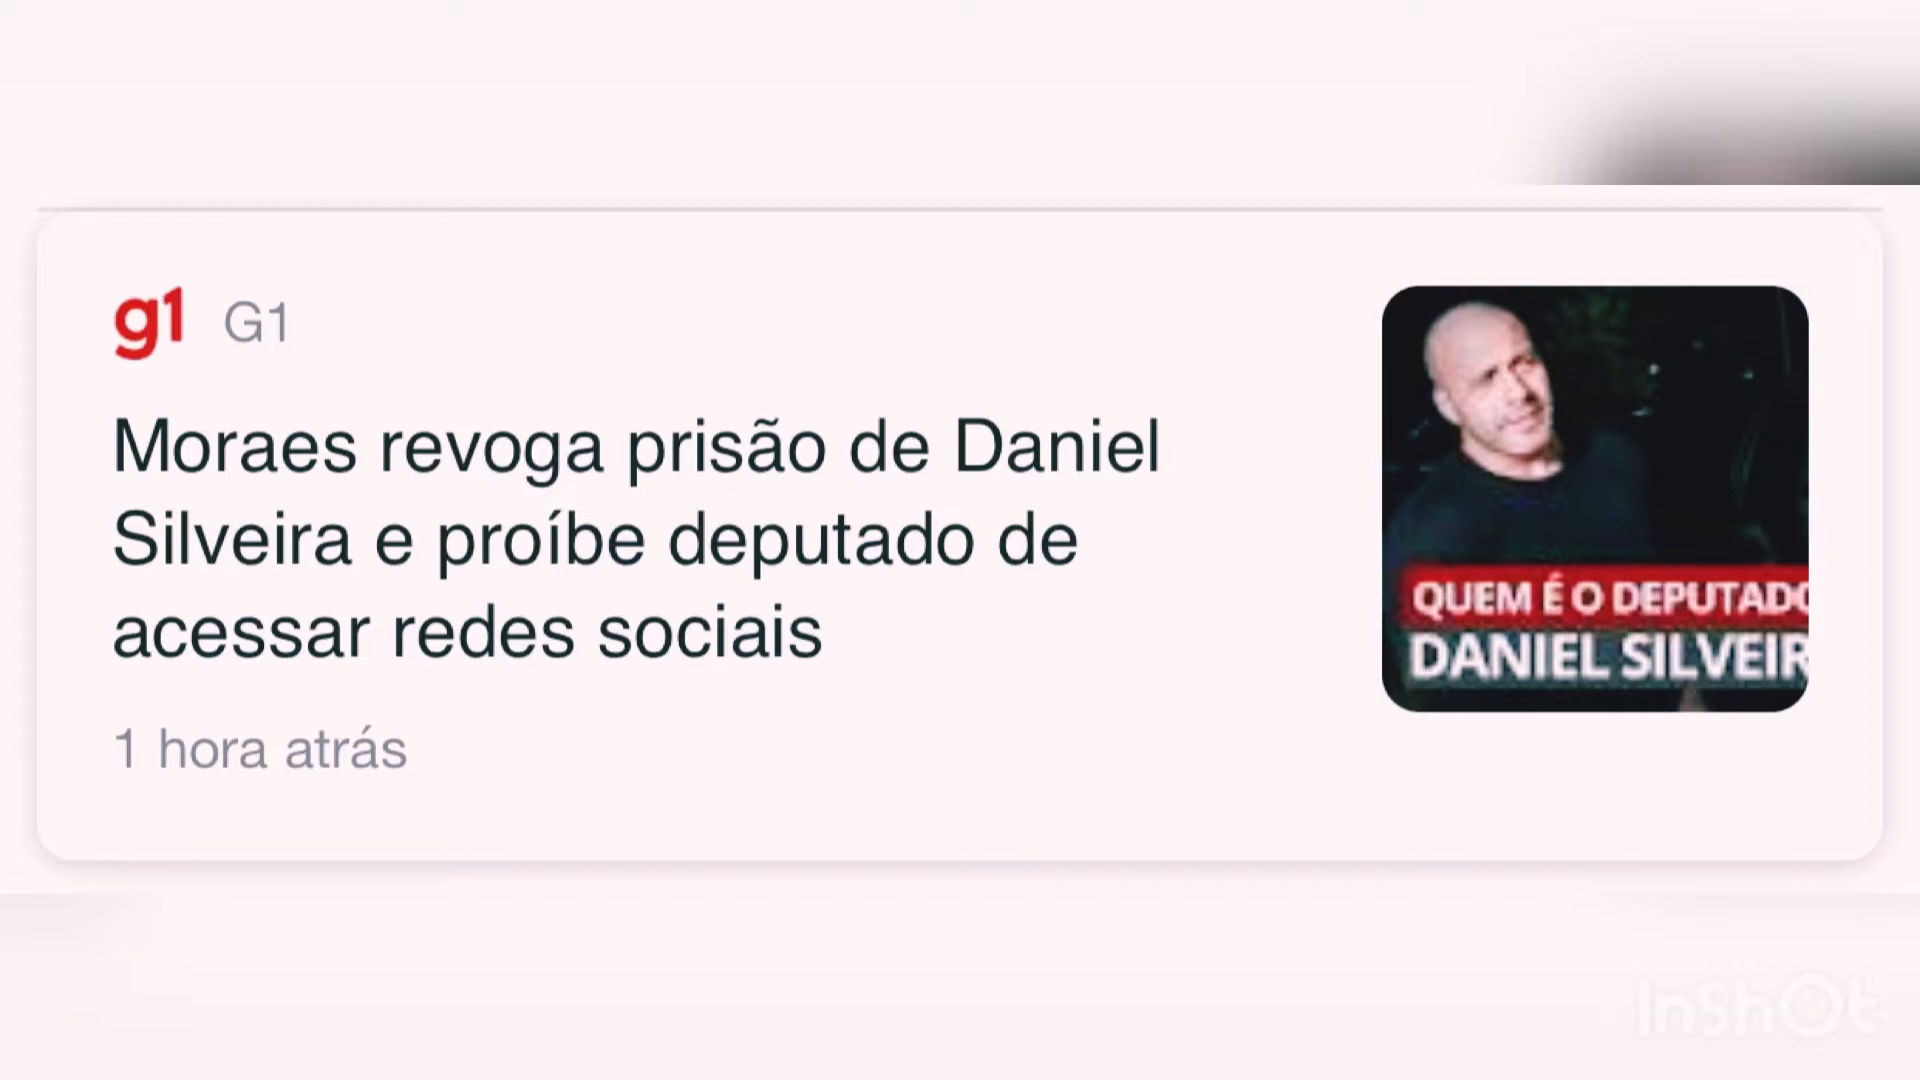 g1 G1
Moraes revoga prisão de Daniel
Silveira e proíbe deputado de
acessar redes sociais
1 hora atrás
QUEM É O DEPUTADO
DANIEL SILVEIR
InShOt